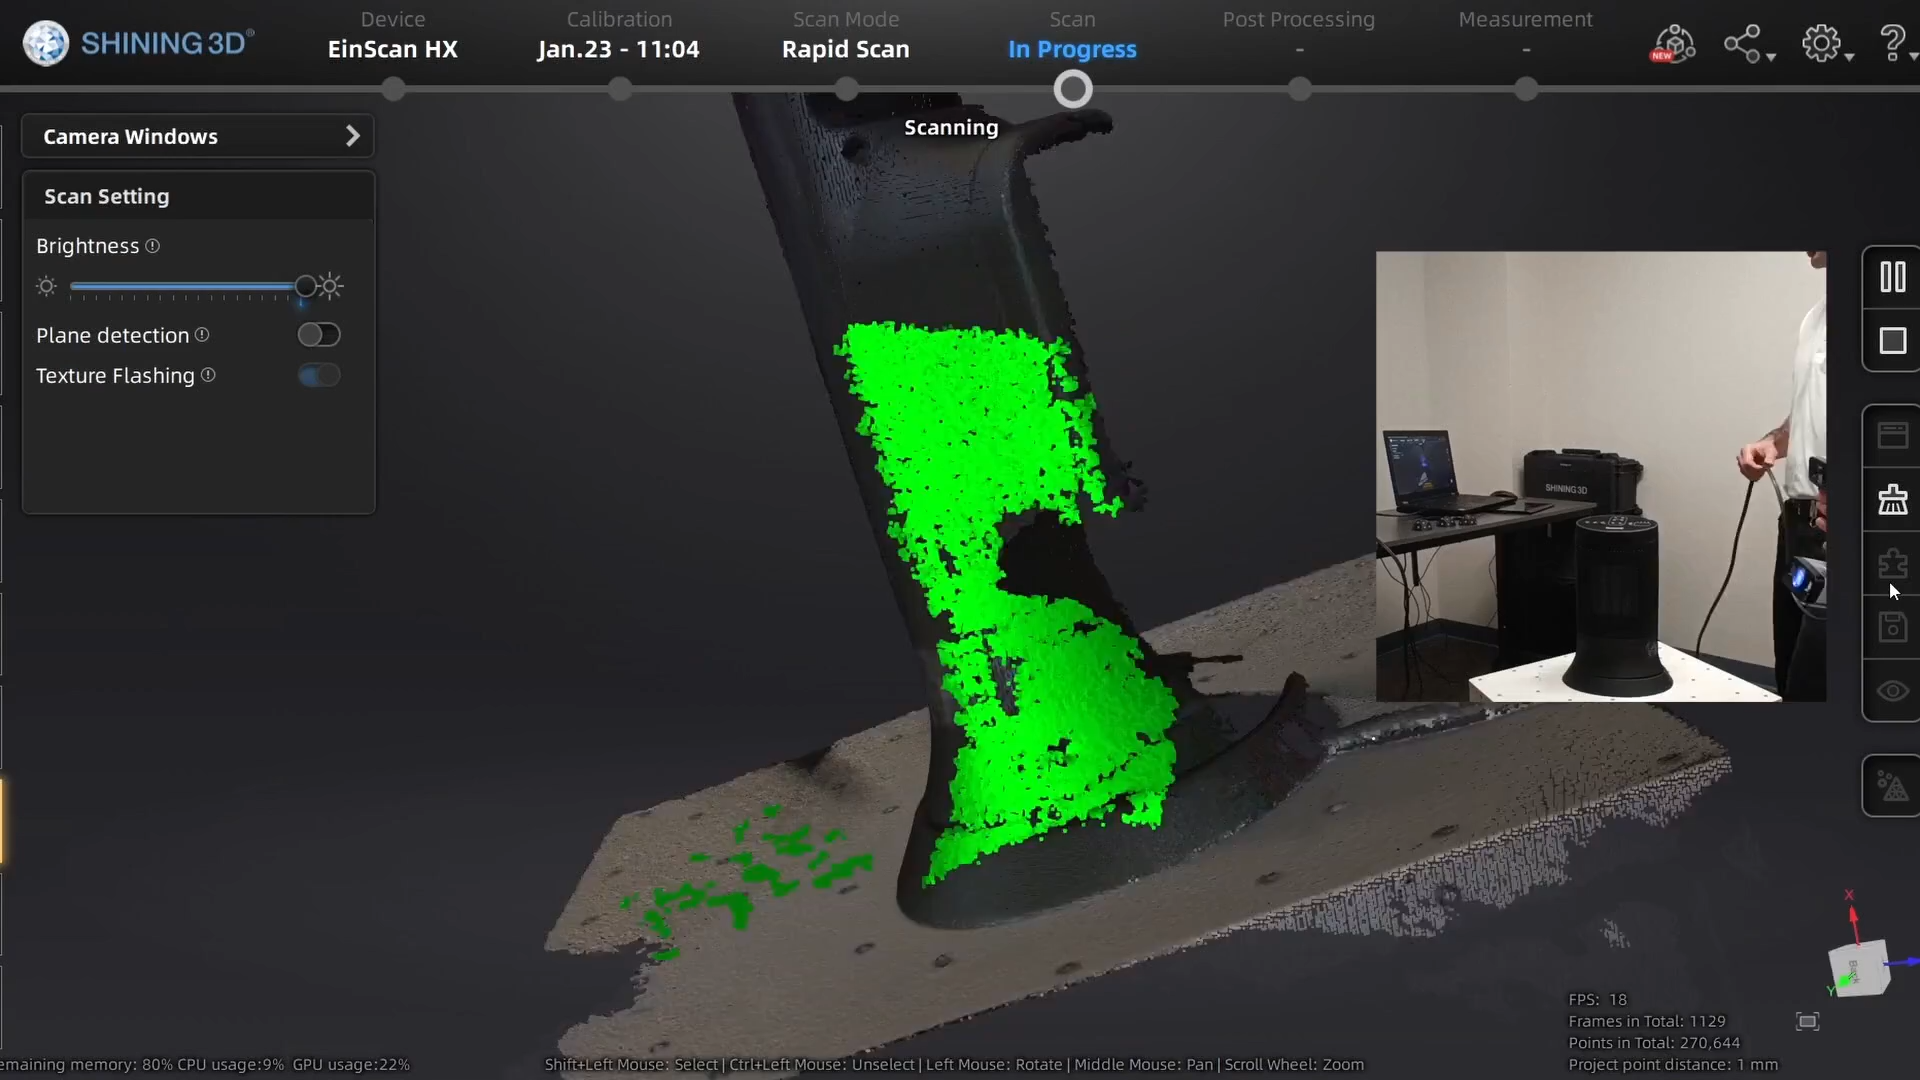 SHINING 3D®
Device
EinScan HX
Calibration
Jan.23 - 11:04
Scan Mode
Rapid Scan
Scan
In Progress
Post Processing
-
Measurement
-
NEW
?
Camera Windows
Scanning
Scan Setting
Brightness
Plane detection
Texture Flashing
SHINING 3D
X
Back
Y
FPS: 18
Frames in Total: 1129
Points in Total: 270,644
Project point distance: 1 mm
emaining memory: 80% CPU usage:9% GPU usage:22%
Shift+Left Mouse: Select | Ctrl+Left Mouse: Unselect | Left Mouse: Rotate | Middle Mouse: Pan | Scroll Wheel: Zoom